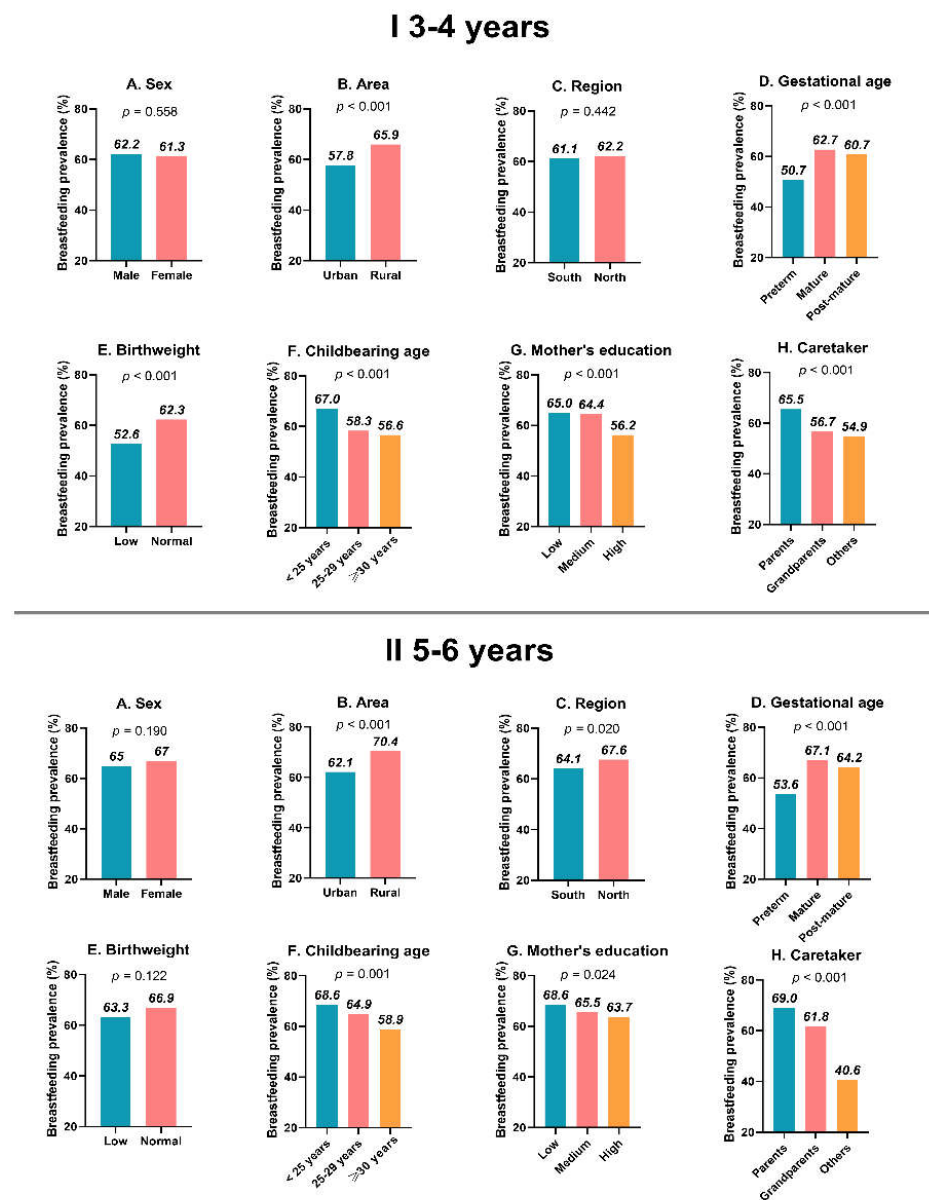 I 3-4 years
A. Sex
Breastfeeding prevalence (%)
p = 0.558
80
60
40
20
62.2 61.3
Male Female
B. Area
Breastfeeding prevalence (%)
p < 0.001
80
60
40
20
57.8 65.9
Urban Rural
C. Region
Breastfeeding prevalence (%)
p = 0.442
80
60
40
20
61.1 62.2
South North
D. Gestational age
Breastfeeding prevalence (%)
p < 0.001
80
60
40
20
50.7 62.7 60.7
Preterm Mature Post-mature
E. Birthweight
Breastfeeding prevalence (%)
p < 0.001
80
60
40
20
52.6 62.3
Low Normal
F. Childbearing age
Breastfeeding prevalence (%)
p < 0.001
80
60
40
20
67.0 58.3 56.6
< 25 years 25-29 years ⩾30 years
G. Mother's education
Breastfeeding prevalence (%)
p < 0.001
80
60
40
20
65.0 64.4 56.2
Low Medium High
H. Caretaker
Breastfeeding prevalence (%)
p < 0.001
80
60
40
20
65.5 56.7 54.9
Parents Grandparents Others
II 5-6 years
A. Sex
Breastfeeding prevalence (%)
p = 0.190
80
60
40
20
65 67
Male Female
B. Area
Breastfeeding prevalence (%)
p < 0.001
80
60
40
20
62.1 70.4
Urban Rural
C. Region
Breastfeeding prevalence (%)
p = 0.020
80
60
40
20
64.1 67.6
South North
D. Gestational age
Breastfeeding prevalence (%)
p < 0.001
80
60
40
20
53.6 67.1 64.2
Preterm Mature Post-mature
E. Birthweight
Breastfeeding prevalence (%)
p = 0.122
80
60
40
20
63.3 66.9
Low Normal
F. Childbearing age
Breastfeeding prevalence (%)
p = 0.001
80
60
40
20
68.6 64.9 58.9
< 25 years 25-29 years ⩾30 years
G. Mother's education
Breastfeeding prevalence (%)
p = 0.024
80
60
40
20
68.6 65.5 63.7
Low Medium High
H. Caretaker
Breastfeeding prevalence (%)
p < 0.001
80
60
40
20
69.0 61.8 40.6
Parents Grandparents Others